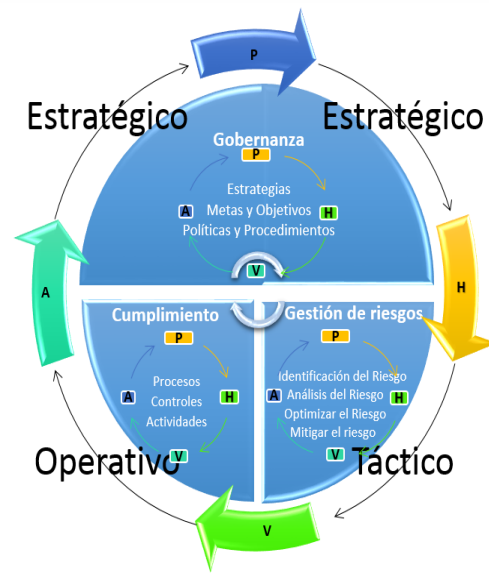 P
Estratégico
Estratégico
Gobernanza
P
Estrategias
A
Metas y Objetivos
H
Políticas y Procedimientos
V
A
H
Cumplimiento
P
Procesos
A
Controles
H
Actividades
V
Gestión de riesgos
P
Identificación del Riesgo
A
Análisis del Riesgo
H
Optimizar el Riesgo
Mitigar el riesgo
V
Operativo
Táctico
V